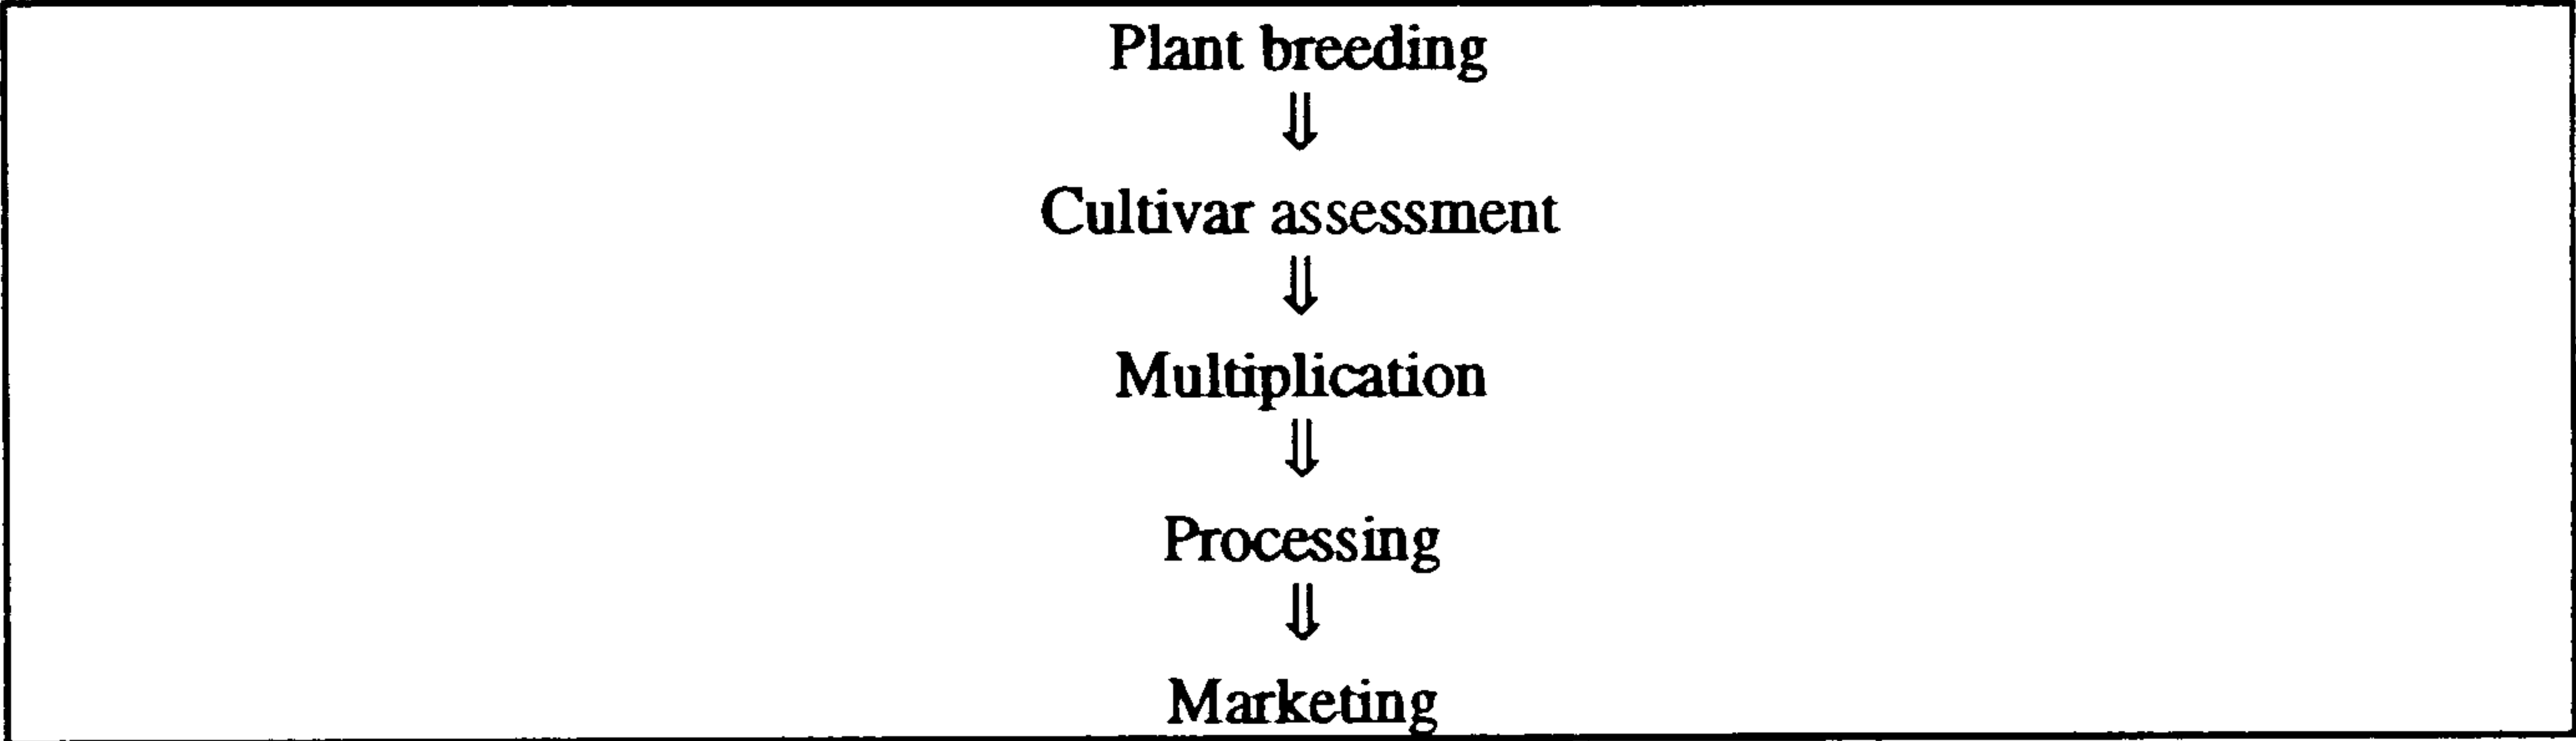 Plant breeding
⇓
Cultivar assessment
⇓
Multiplication
⇓
Processing
⇓
Marketing